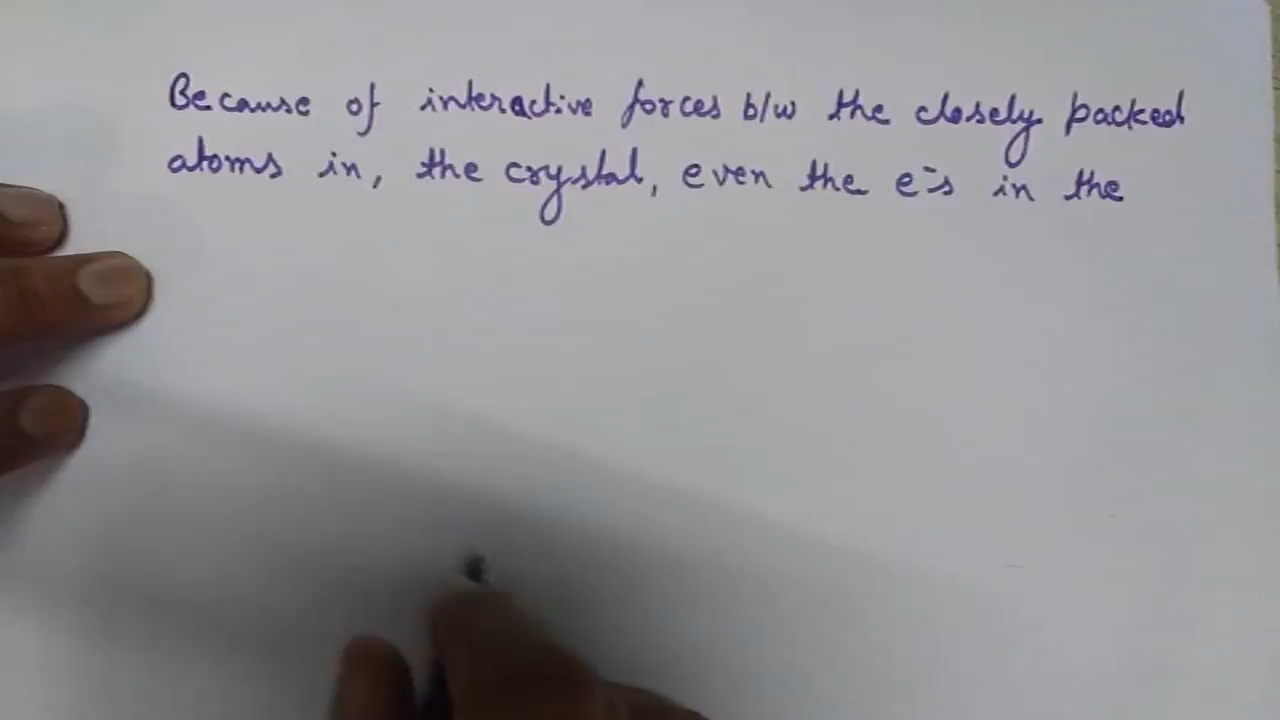 Because of interactive forces b/w the closely packed
atoms in, the crystal, even the e⁻s in the